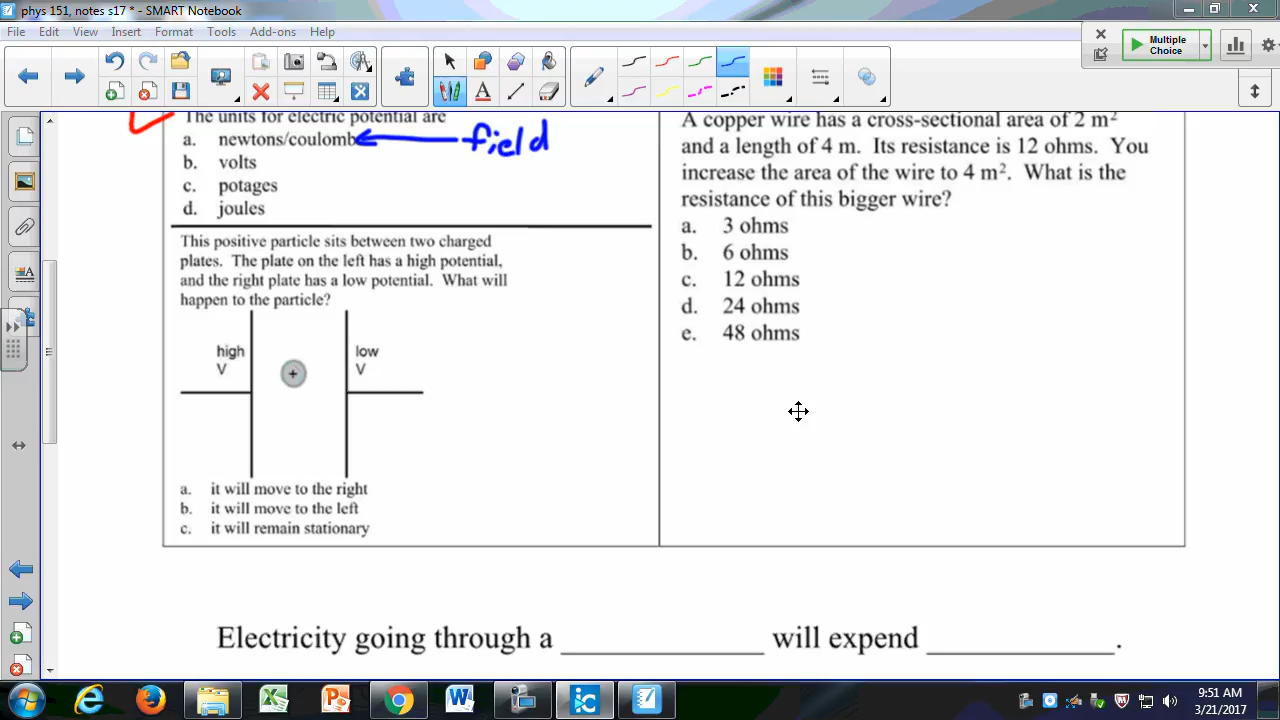 phys 151, notes s17 * - SMART Notebook
File Edit View Insert Format Tools Add-ons Help
Multiple
Choice
The units for electric potential are
a. newtons/coulomb
field
b. volts
c. potages
d. joules
This positive particle sits between two charged
plates. The plate on the left has a high potential,
and the right plate has a low potential. What will
happen to the particle?
high
V
+
low
V
a. it will move to the right
b. it will move to the left
c. it will remain stationary
A copper wire has a cross-sectional area of 2 m²
and a length of 4 m. Its resistance is 12 ohms. You
increase the area of the wire to 4 m². What is the
resistance of this bigger wire?
a. 3 ohms
b. 6 ohms
c. 12 ohms
d. 24 ohms
e. 48 ohms
Electricity going through a ____________ will expend ___________.
9:51 AM
3/21/2017